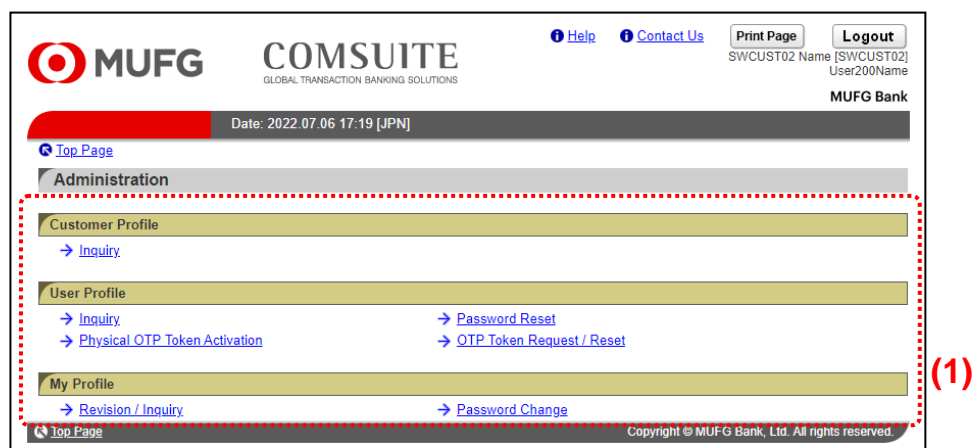 MUFG
COMSUITE
GLOBAL TRANSACTION BANKING SOLUTIONS
Help Contact Us Print Page Logout
SWCUST02 Name [SWCUST02]
User200Name
MUFG Bank
Date: 2022.07.06 17:19 [JPN]
Top Page
Administration
Customer Profile
Inquiry
User Profile
Inquiry Password Reset
Physical OTP Token Activation OTP Token Request / Reset
(1)
My Profile
Revision / Inquiry Password Change
Top Page Copyright © MUFG Bank, Ltd. All rights reserved.